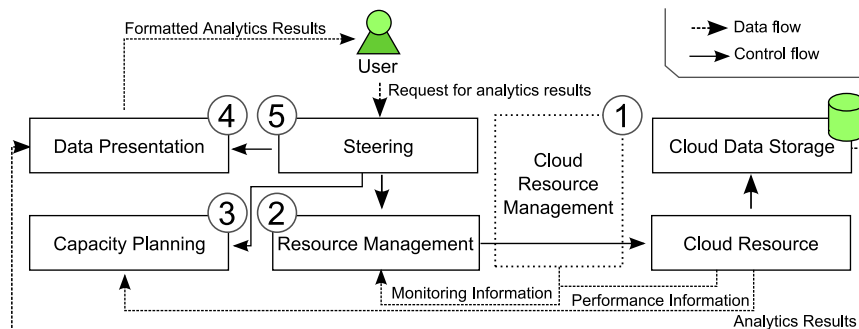 Formatted Analytics Results
User
Request for analytics results
Data flow
Control flow
4
5
1
Data Presentation
Steering
Cloud
Resource
Management
Cloud Data Storage
3
2
Capacity Planning
Resource Management
Cloud Resource
Monitoring Information
Performance Information
Analytics Results